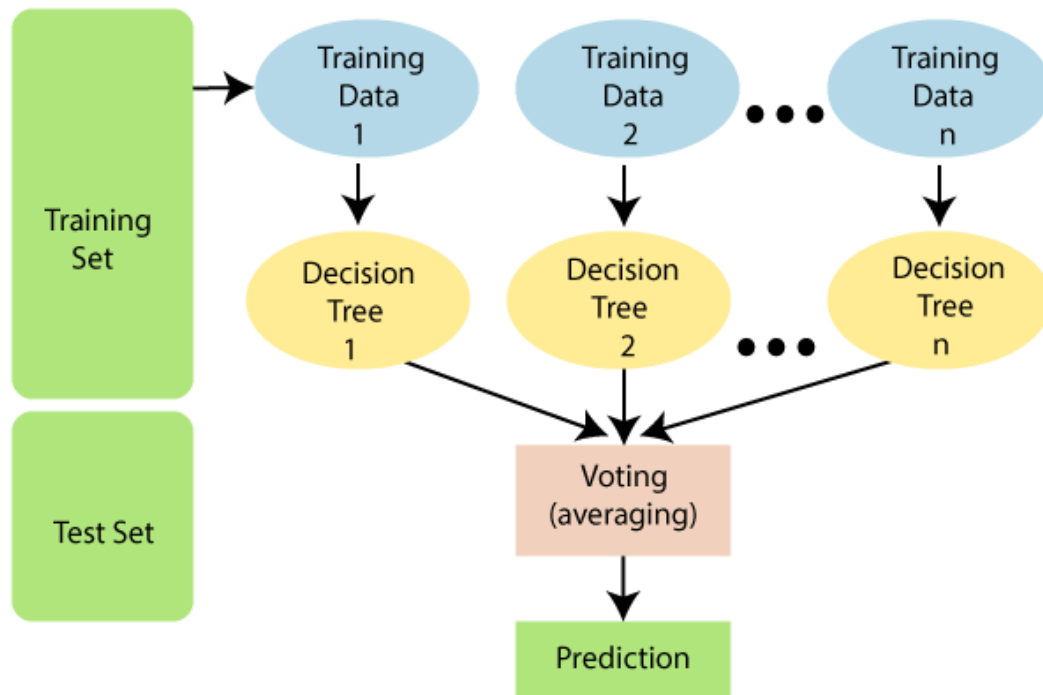 Training
Data
1
Training
Data
2
Training
Data
n
Training
Set
Decision
Tree
1
Decision
Tree
2
Decision
Tree
n
Voting
(averaging)
Test Set
Prediction